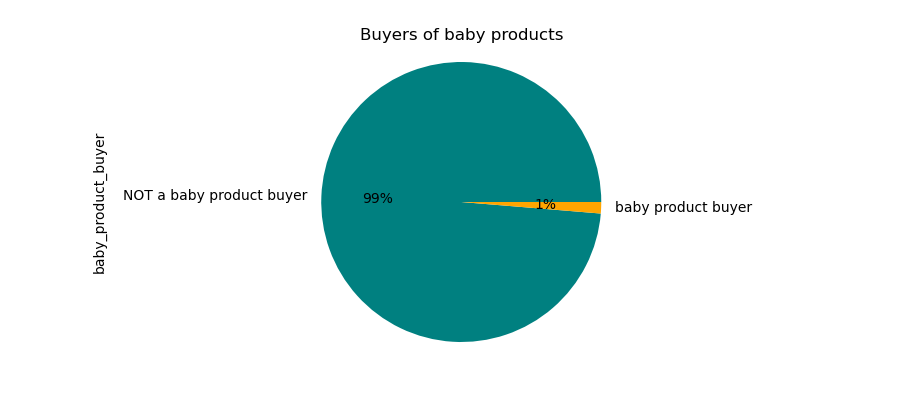 Buyers of baby products
baby_product_buyer
NOT a baby product buyer
99%
1%
baby product buyer